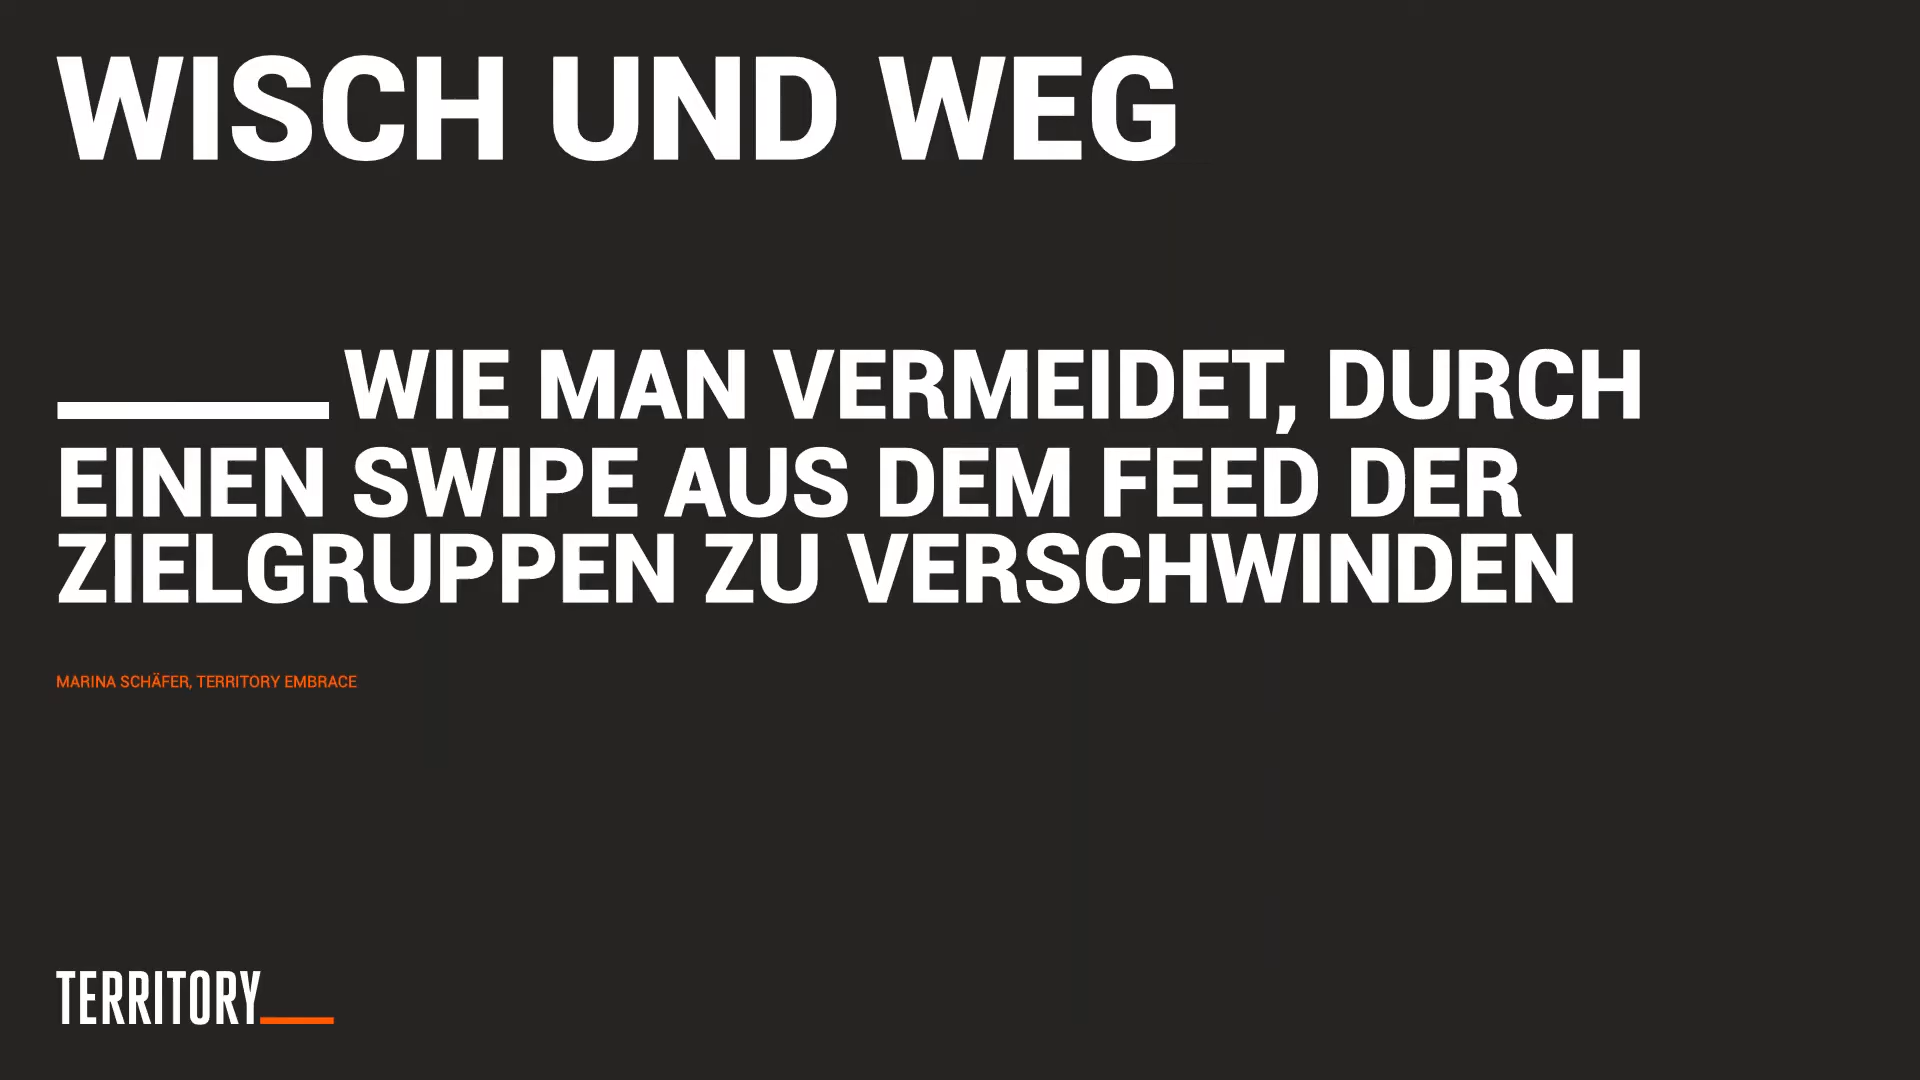 WISCH UND WEG
WIE MAN VERMEIDET, DURCH
EINEN SWIPE AUS DEM FEED DER
ZIELGRUPPEN ZU VERSCHWINDEN
MARINA SCHÄFER, TERRITORY EMBRACE
TERRITORY